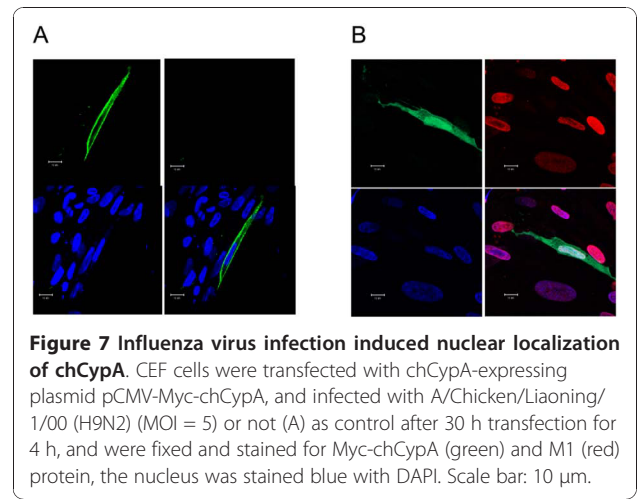 A
B
Figure 7 Influenza virus infection induced nuclear localization
of chCypA. CEF cells were transfected with chCypA-expressing
plasmid pCMV-Myc-chCypA, and infected with A/Chicken/Liaoning/
1/00 (H9N2) (MOI = 5) or not (A) as control after 30 h transfection for
4 h, and were fixed and stained for Myc-chCypA (green) and M1 (red)
protein, the nucleus was stained blue with DAPI. Scale bar: 10 μm.